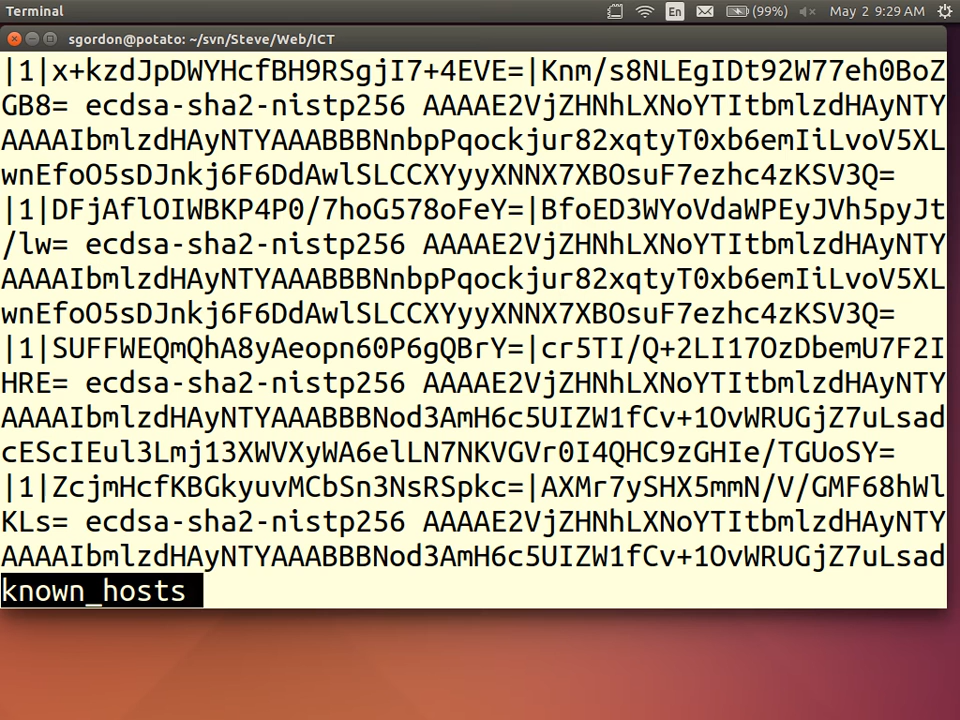 Terminal
En
(99%)
May 2 9:29 AM
sgordon@potato: ~/svn/Steve/Web/ICT
|1|x+kzdJpDWYHcfBH9RSgjI7+4EVE=|Knm/s8NLEgIDt92W77eh0BoZ
GB8= ecdsa-sha2-nistp256 AAAAE2VjZHNhLXNoYTItbmlzdHAyNTY
AAAAIbmlzdHAyNTYAAABBBNnbpPqockjur82xqtyT0xb6emIiLvoV5XL
wnEfoO5sDJnkj6F6DdAwlSLCCXYyyXNNX7XBOsuF7ezhc4zKSV3Q=
|1|DFjAflOIWBKP4P0/7hoG578oFeY=|BfoED3WYoVdaWPEyJVh5pyJt
/lw= ecdsa-sha2-nistp256 AAAAE2VjZHNhLXNoYTItbmlzdHAyNTY
AAAAIbmlzdHAyNTYAAABBBNnbpPqockjur82xqtyT0xb6emIiLvoV5XL
wnEfoO5sDJnkj6F6DdAwlSLCCXYyyXNNX7XBOsuF7ezhc4zKSV3Q=
|1|SUFFWEQmQhA8yAeopn60P6gQBrY=|cr5TI/Q+2LI17OzDbemU7F2I
HRE= ecdsa-sha2-nistp256 AAAAE2VjZHNhLXNoYTItbmlzdHAyNTY
AAAAIbmlzdHAyNTYAAABBBNod3AmH6c5UIZW1fCv+1OvWRUGjZ7uLsad
cEScIEul3Lmj13XWVXyWA6elLN7NKVGVr0I4QHC9zGHIe/TGUoSY=
|1|ZcjmHcfKBGkyuvMCbSn3NsRSpkc=|AXMr7ySHX5mmN/V/GMF68hWl
KLs= ecdsa-sha2-nistp256 AAAAE2VjZHNhLXNoYTItbmlzdHAyNTY
AAAAIbmlzdHAyNTYAAABBBNod3AmH6c5UIZW1fCv+1OvWRUGjZ7uLsad
known_hosts